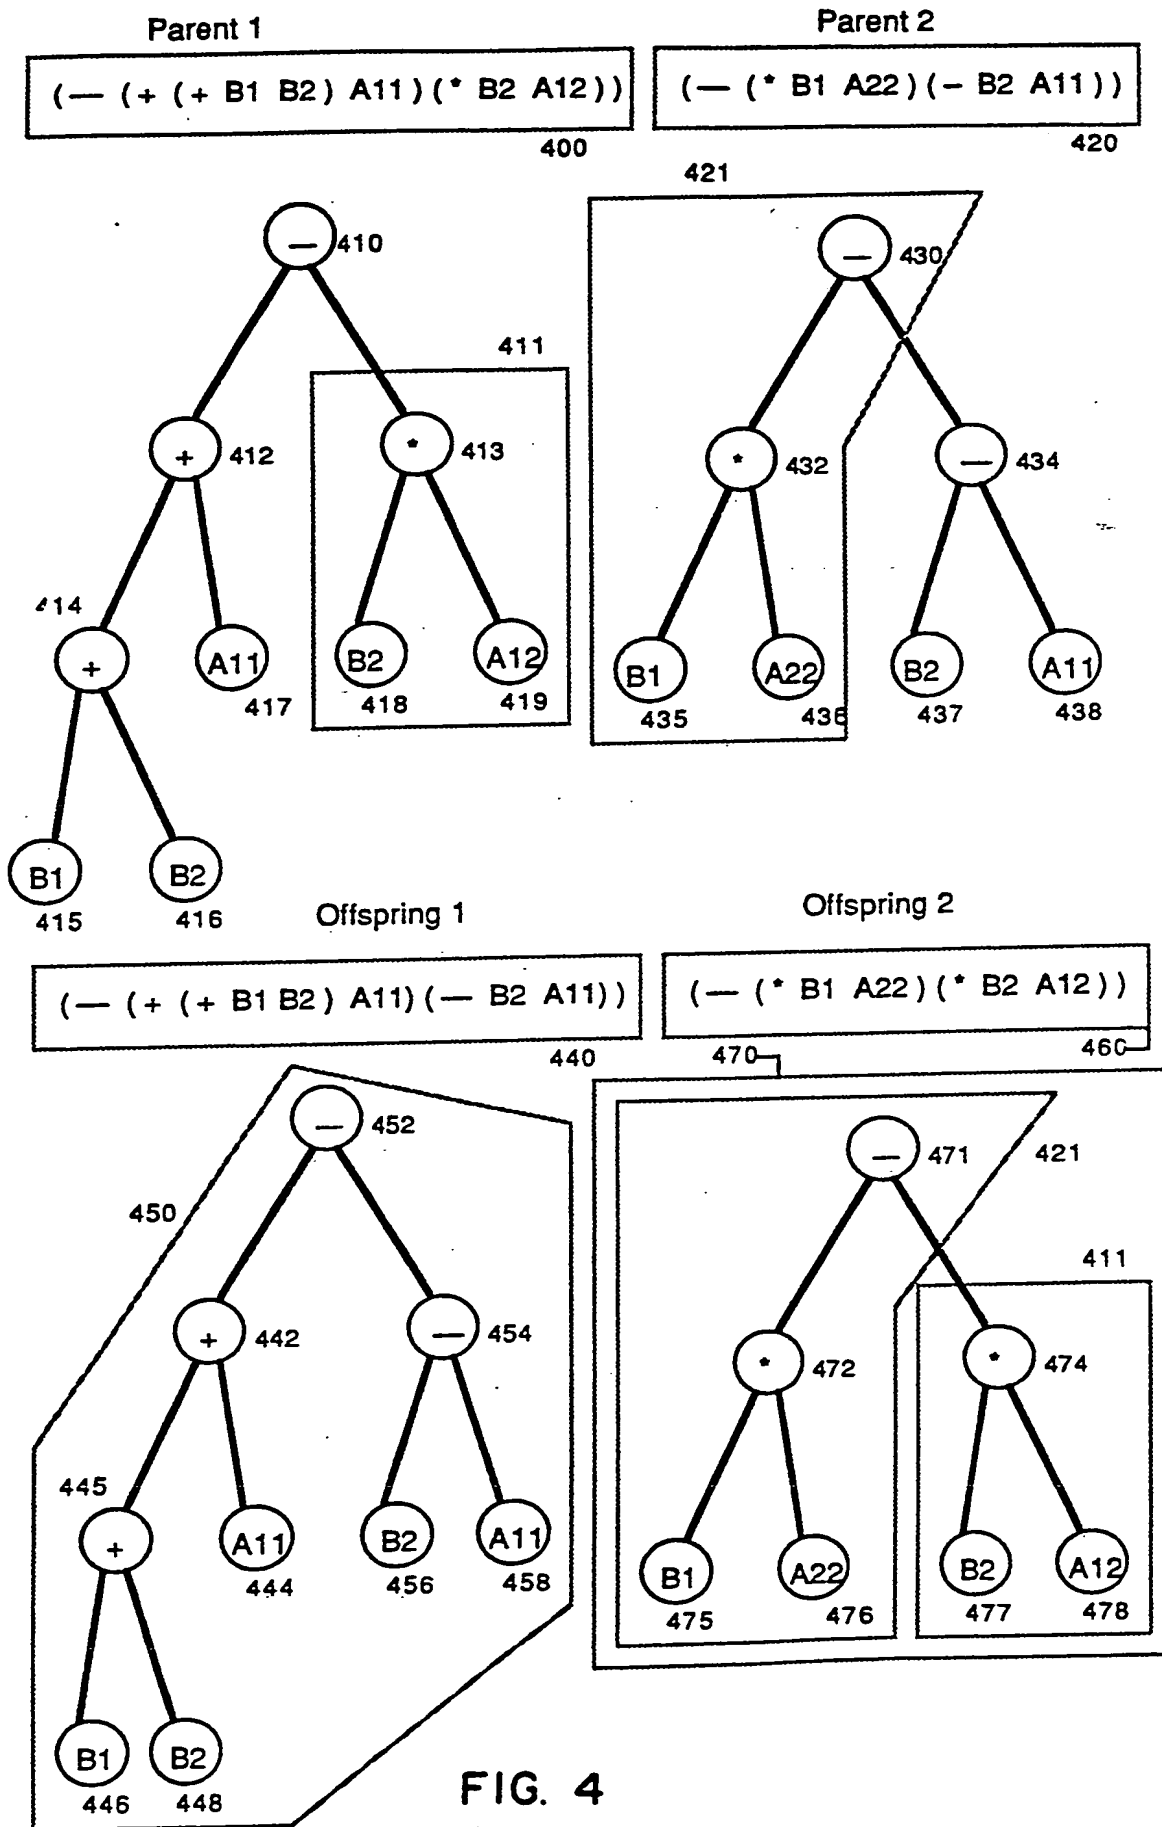 Parent 1
Parent 2
(— (+ (+ B1 B2) A11)(* B2 A12))
(— (* B1 A22)(- B2 A11))
400
420
421
— 410
— 430
411
+ 412
* 413
* 432
— 434
414
+
A11
B2
A12
B1
A22
B2
A11
417
418
419
435
436
437
438
B1
B2
415
416
Offspring 1
Offspring 2
(— (+ (+ B1 B2) A11)(— B2 A11))
(— (* B1 A22)(* B2 A12))
440
470
460
— 452
— 471
421
450
411
+ 442
— 454
* 472
* 474
445
+
A11
B2
A11
B1
A22
B2
A12
444
456
458
475
476
477
478
B1
B2
446
448
FIG. 4